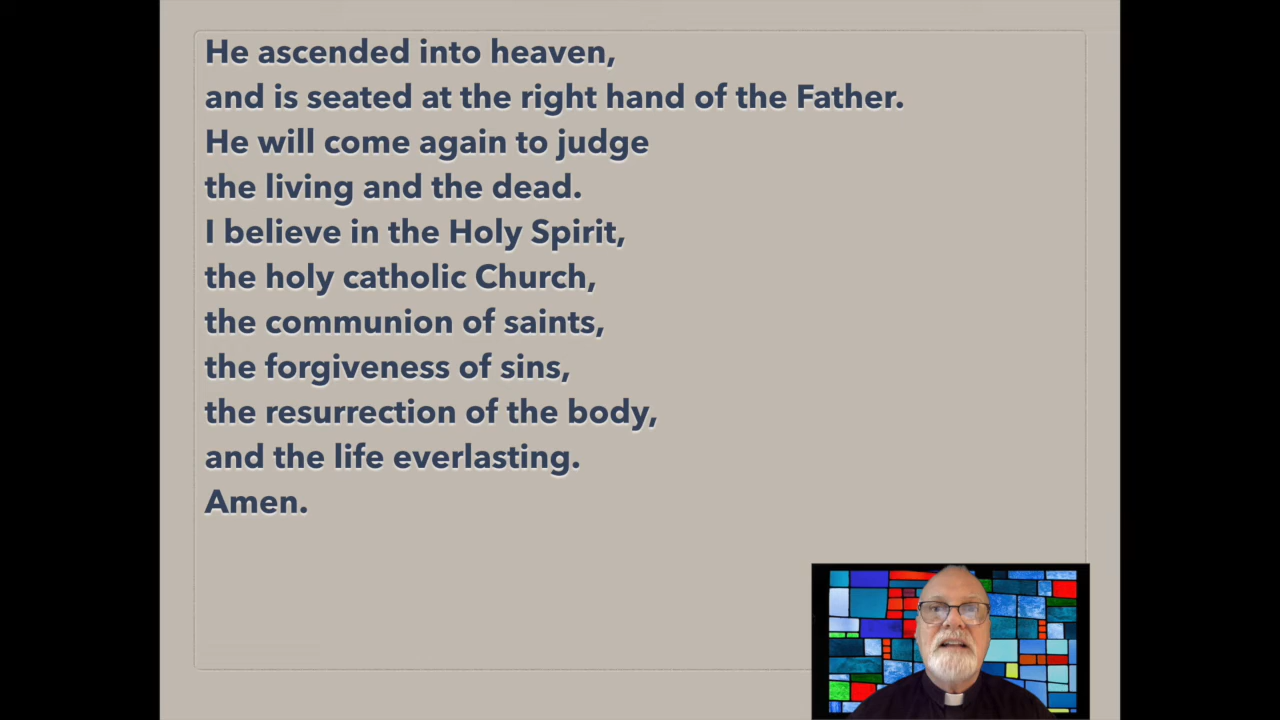 He ascended into heaven,
and is seated at the right hand of the Father.
He will come again to judge
the living and the dead.
I believe in the Holy Spirit,
the holy catholic Church,
the communion of saints,
the forgiveness of sins,
the resurrection of the body,
and the life everlasting.
Amen.